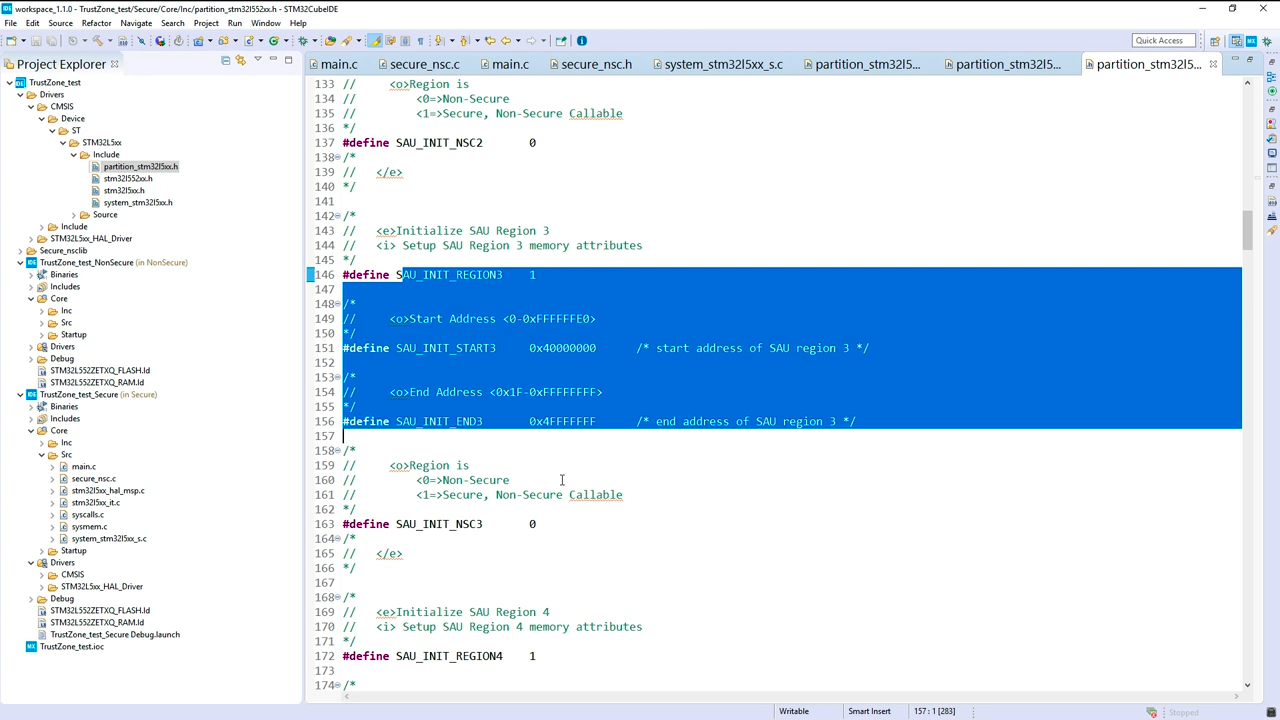 workspace_1.1.0 - TrustZone_test/Secure/Core/Inc/partition_stm32l552xx.h - STM32CubeIDE
File Edit Source Refactor Navigate Search Project Run Window Help
Quick Access
Project Explorer
main.c secure_nsc.c main.c secure_nsc.h system_stm32l5xx_s.c partition_stm32l5... partition_stm32l5... partition_stm32l5...
TrustZone_test
Drivers
CMSIS
Device
ST
STM32L5xx
Include
partition_stm32l5xx.h
stm32l552xx.h
stm32l5xx.h
system_stm32l5xx.h
Source
Include
STM32L5xx_HAL_Driver
Secure_nsclib
TrustZone_test_NonSecure (in NonSecure)
Binaries
Includes
Core
Inc
Src
Startup
Drivers
Debug
STM32L552ZETXQ_FLASH.ld
STM32L552ZETXQ_RAM.ld
TrustZone_test_Secure (in Secure)
Binaries
Includes
Core
Inc
Src
main.c
secure_nsc.c
stm32l5xx_hal_msp.c
stm32l5xx_it.c
syscalls.c
sysmem.c
system_stm32l5xx_s.c
Startup
Drivers
CMSIS
STM32L5xx_HAL_Driver
Debug
STM32L552ZETXQ_FLASH.ld
STM32L552ZETXQ_RAM.ld
TrustZone_test_Secure Debug.launch
TrustZone_test.ioc
133 // <o>Region is
134 // <0=>Non-Secure
135 // <1=>Secure, Non-Secure Callable
136 */
137 #define SAU_INIT_NSC2 0
138 /*
139 // </e>
140 */
141
142 /*
143 // <e>Initialize SAU Region 3
144 // <i> Setup SAU Region 3 memory attributes
145 */
146 #define SAU_INIT_REGION3 1
147
148 /*
149 // <o>Start Address <0-0xFFFFFFE0>
150 */
151 #define SAU_INIT_START3 0x40000000 /* start address of SAU region 3 */
152
153 /*
154 // <o>End Address <0x1F-0xFFFFFFFF>
155 */
156 #define SAU_INIT_END3 0x4FFFFFFF /* end address of SAU region 3 */
157
158 /*
159 // <o>Region is
160 // <0=>Non-Secure
161 // <1=>Secure, Non-Secure Callable
162 */
163 #define SAU_INIT_NSC3 0
164 /*
165 // </e>
166 */
167
168 /*
169 // <e>Initialize SAU Region 4
170 // <i> Setup SAU Region 4 memory attributes
171 */
172 #define SAU_INIT_REGION4 1
173
174 /*
Writable Smart Insert 157 : 1 [283] Stopped